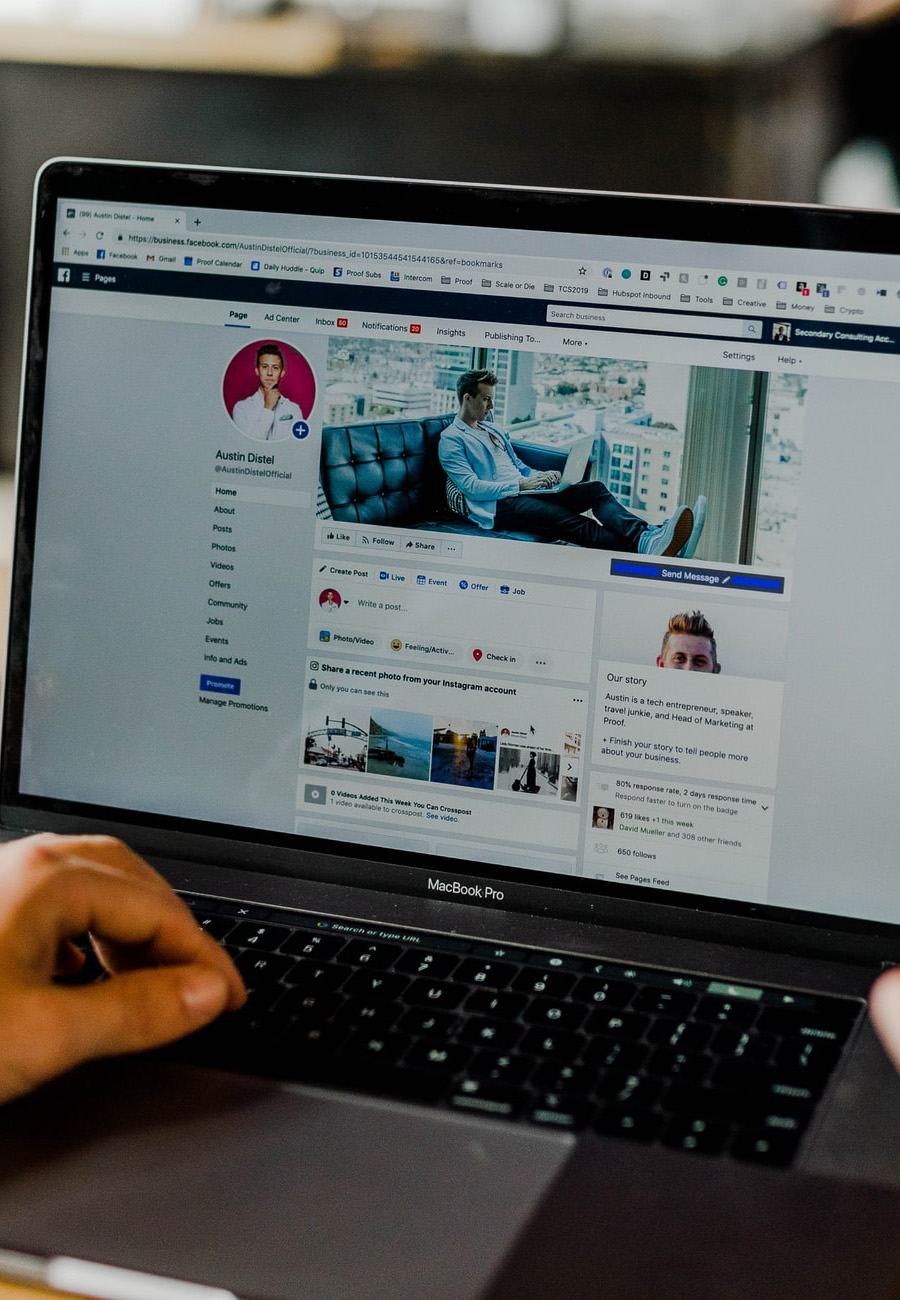 (99) Austin Distel - Home
https://business.facebook.com/AustinDistelOfficial/?business_id=10153544541544165&ref=bookmarks
Apps Facebook Gmail Proof Calendar Daily Huddle - Quip Proof Subs Intercom Proof Scale or Die TCS2019 Hubspot Inbound Tools Creative Money Crypto
Pages
Search business
Secondary Consulting Acc...
Page Ad Center Inbox 60 Notifications 20 Insights Publishing To... More Settings Help
Austin Distel
@AustinDistelOfficial
Home
About
Posts
Photos
Videos
Offers
Community
Jobs
Events
Info and Ads
Promote
Manage Promotions
Like Follow Share ...
Send Message
Create Post Live Event Offer Job
Write a post...
Photo/Video Feeling/Activ... Check in ...
Share a recent photo from your Instagram account
Only you can see this
0 Videos Added This Week You Can Crosspost
1 video available to crosspost. See video.
Our story
Austin is a tech entrepreneur, speaker,
travel junkie, and Head of Marketing at
Proof.
+ Finish your story to tell people more
about your business.
80% response rate, 2 days response time
Respond faster to turn on the badge
619 likes +1 this week
David Mueller and 308 other friends
650 follows
See Pages Feed
MacBook Pro
Search or type URL